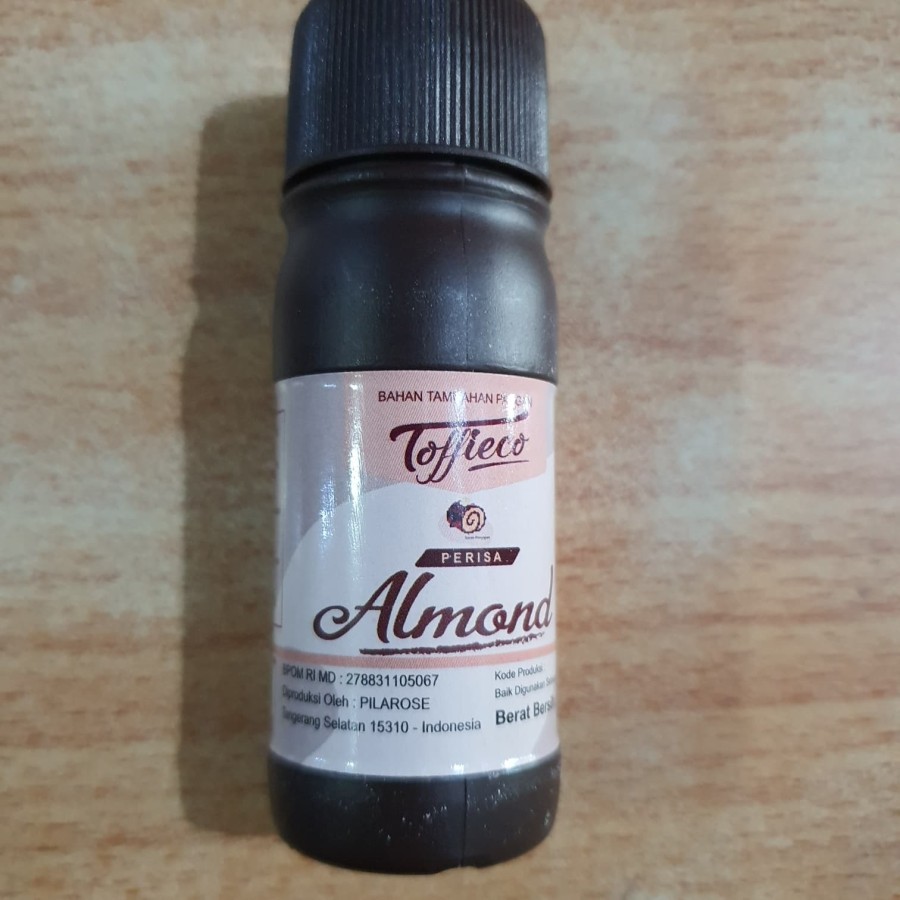 BAHAN TAMBAHAN PANGAN
Toffieco
PERISA
Almond
BPOM RI MD : 278831105067
Diproduksi Oleh : PILAROSE
Tangerang Selatan 15310 - Indonesia
Kode Produksi
Baik Digunakan
Berat